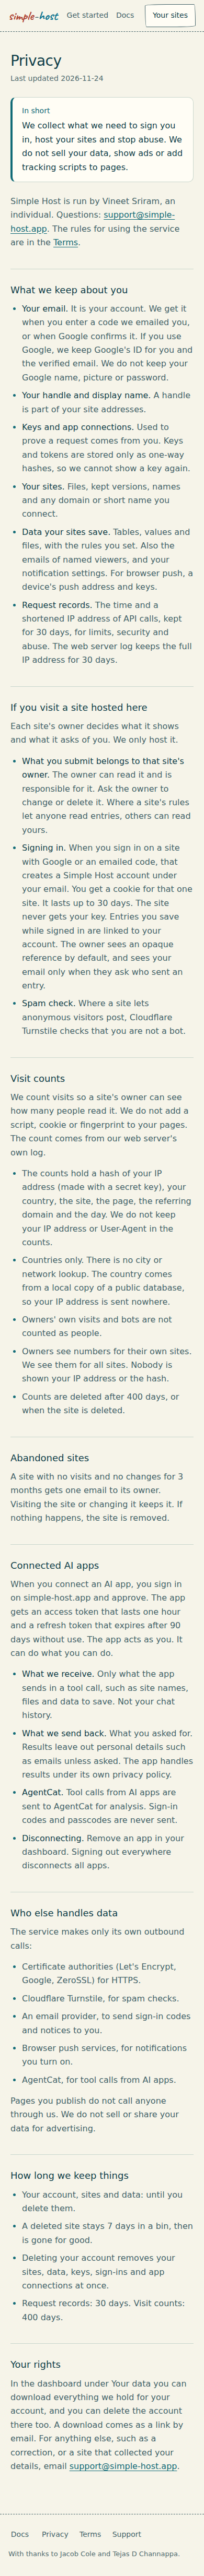 simple-host Get started Docs Your sites
Privacy
Last updated 2026-11-24
In short
We collect what we need to sign you
in, host your sites and stop abuse. We
do not sell your data, show ads or add
tracking scripts to pages.
Simple Host is run by Vineet Sriram, an
individual. Questions: support@simple-
host.app. The rules for using the service
are in the Terms.
What we keep about you
• Your email. It is your account. We get it
when you enter a code we emailed you,
or when Google confirms it. If you use
Google, we keep Google's ID for you and
the verified email. We do not keep your
Google name, picture or password.
• Your handle and display name. A handle
is part of your site addresses.
• Keys and app connections. Used to
prove a request comes from you. Keys
and tokens are stored only as one-way
hashes, so we cannot show a key again.
• Your sites. Files, kept versions, names
and any domain or short name you
connect.
• Data your sites save. Tables, values and
files, with the rules you set. Also the
emails of named viewers, and your
notification settings. For browser push, a
device's push address and keys.
• Request records. The time and a
shortened IP address of API calls, kept
for 30 days, for limits, security and
abuse. The web server log keeps the full
IP address for 30 days.
If you visit a site hosted here
Each site's owner decides what it shows
and what it asks of you. We only host it.
• What you submit belongs to that site's
owner. The owner can read it and is
responsible for it. Ask the owner to
change or delete it. Where a site's rules
let anyone read entries, others can read
yours.
• Signing in. When you sign in on a site
with Google or an emailed code, that
creates a Simple Host account under
your email. You get a cookie for that one
site. It lasts up to 30 days. The site
never gets your key. Entries you save
while signed in are linked to your
account. The owner sees an opaque
reference by default, and sees your
email only when they ask who sent an
entry.
• Spam check. Where a site lets
anonymous visitors post, Cloudflare
Turnstile checks that you are not a bot.
Visit counts
We count visits so a site's owner can see
how many people read it. We do not add a
script, cookie or fingerprint to your pages.
The count comes from our web server's
own log.
• The counts hold a hash of your IP
address (made with a secret key), your
country, the site, the page, the referring
domain and the day. We do not keep
your IP address or User-Agent in the
counts.
• Countries only. There is no city or
network lookup. The country comes
from a local copy of a public database,
so your IP address is sent nowhere.
• Owners' own visits and bots are not
counted as people.
• Owners see numbers for their own sites.
We see them for all sites. Nobody is
shown your IP address or the hash.
• Counts are deleted after 400 days, or
when the site is deleted.
Abandoned sites
A site with no visits and no changes for 3
months gets one email to its owner.
Visiting the site or changing it keeps it. If
nothing happens, the site is removed.
Connected AI apps
When you connect an AI app, you sign in
on simple-host.app and approve. The app
gets an access token that lasts one hour
and a refresh token that expires after 90
days without use. The app acts as you. It
can do what you can do.
• What we receive. Only what the app
sends in a tool call, such as site names,
files and data to save. Not your chat
history.
• What we send back. What you asked for.
Results leave out personal details such
as emails unless asked. The app handles
results under its own privacy policy.
• AgentCat. Tool calls from AI apps are
sent to AgentCat for analysis. Sign-in
codes and passcodes are never sent.
• Disconnecting. Remove an app in your
dashboard. Signing out everywhere
disconnects all apps.
Who else handles data
The service makes only its own outbound
calls:
• Certificate authorities (Let's Encrypt,
Google, ZeroSSL) for HTTPS.
• Cloudflare Turnstile, for spam checks.
• An email provider, to send sign-in codes
and notices to you.
• Browser push services, for notifications
you turn on.
• AgentCat, for tool calls from AI apps.
Pages you publish do not call anyone
through us. We do not sell or share your
data for advertising.
How long we keep things
• Your account, sites and data: until you
delete them.
• A deleted site stays 7 days in a bin, then
is gone for good.
• Deleting your account removes your
sites, data, keys, sign-ins and app
connections at once.
• Request records: 30 days. Visit counts:
400 days.
Your rights
In the dashboard under Your data you can
download everything we hold for your
account, and you can delete the account
there too. A download comes as a link by
email. For anything else, such as a
correction, or a site that collected your
details, email support@simple-host.app.
Docs Privacy Terms Support
With thanks to Jacob Cole and Tejas D Channappa.